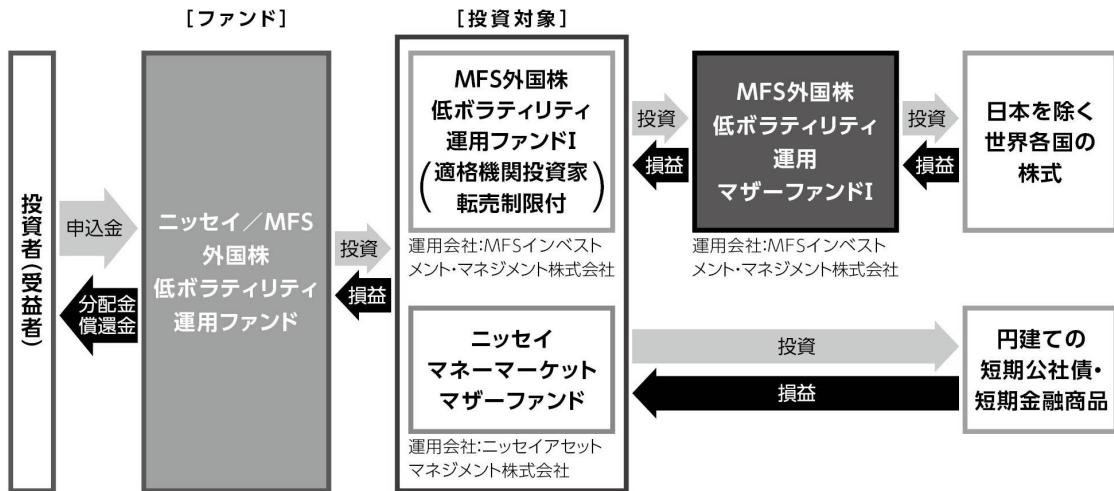 ［ファンド］
［投資対象］
投資者(受益者)
申込金
分配金
償還金
ニッセイ／MFS
外国株
低ボラティリティ
運用ファンド
投資
損益
MFS外国株
低ボラティリティ
運用ファンドI
(適格機関投資家
転売制限付)
運用会社:MFSインベスト
メント・マネジメント株式会社
投資
損益
MFS外国株
低ボラティリティ
運用
マザーファンドI
運用会社:MFSインベスト
メント・マネジメント株式会社
投資
損益
日本を除く
世界各国の
株式
ニッセイ
マネーマーケット
マザーファンド
運用会社:ニッセイアセット
マネジメント株式会社
投資
損益
円建ての
短期公社債・
短期金融商品